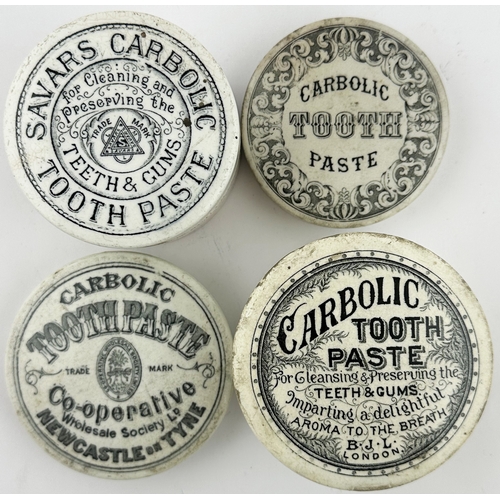 SAVARS CARBOLIC
For Cleaning and
Preserving the
TRADE MARK
S
TEETH & GUMS
TOOTH PASTE
CARBOLIC
TOOTH
PASTE
CARBOLIC
TOOTH PASTE
TRADE MARK
Co-operative
Wholesale Society Ld
NEWCASTLE ON TYNE
CARBOLIC
TOOTH
PASTE
For Cleansing & Preserving the
TEETH & GUMS.
Imparting a delightful
AROMA TO THE BREATH
B.J.L.
LONDON.